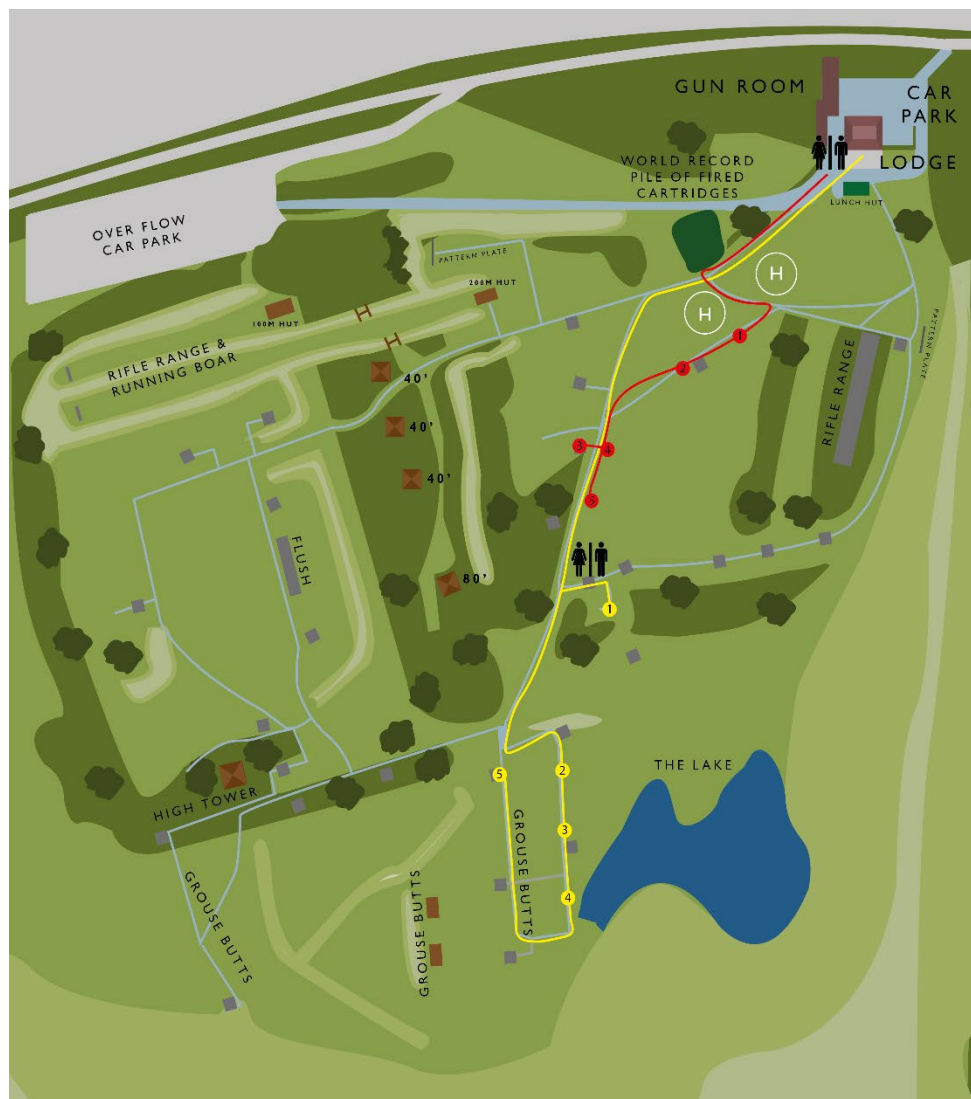 GUN ROOM
CAR
PARK
LODGE
WORLD RECORD
PILE OF FIRED
CARTRIDGES
LUNCH HUT
OVER FLOW
CAR PARK
PATTERN PLATE
200M HUT
100M HUT
H
H
H
H
RIFLE RANGE &
RUNNING BOAR
PATTERN PLATE
RIFLE RANGE
1
2
3
4
5
40'
40'
40'
80'
FLUSH
1
2
3
4
5
THE LAKE
HIGH TOWER
GROUSE BUTTS
GROUSE BUTTS
GROUSE BUTTS